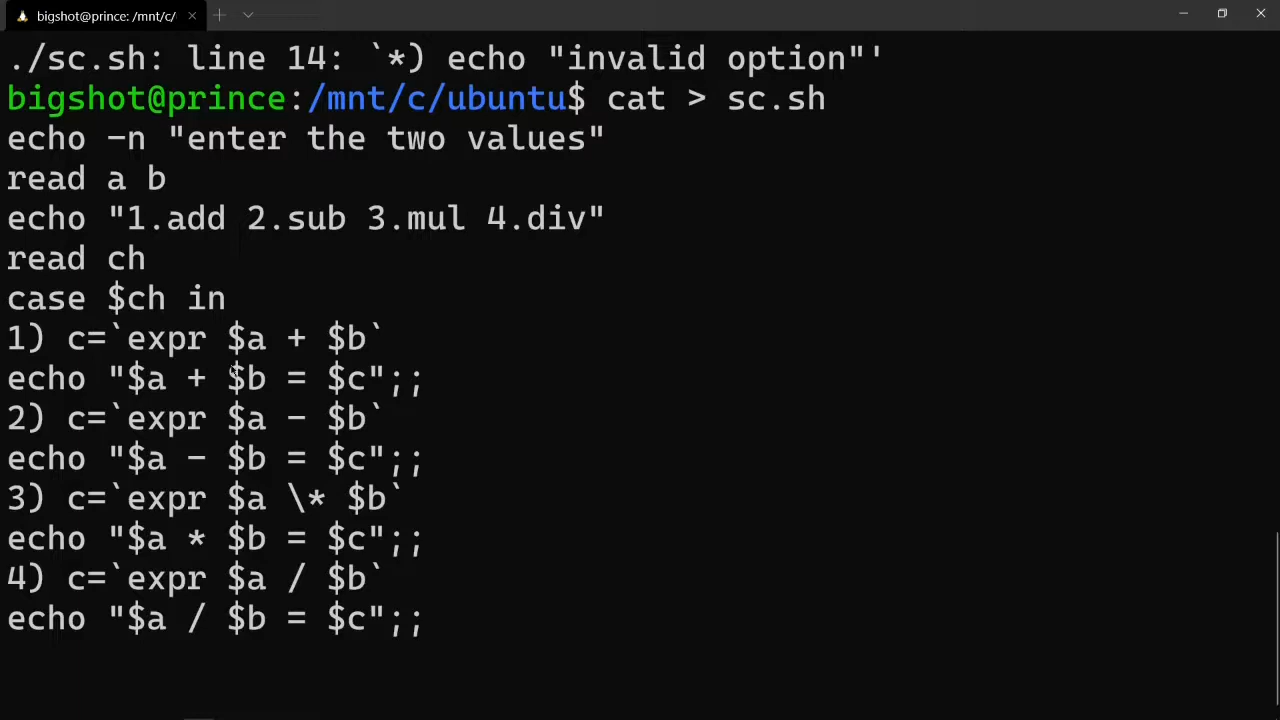 bigshot@prince: /mnt/c/
./sc.sh: line 14: `*) echo "invalid option"'
bigshot@prince:/mnt/c/ubuntu$ cat > sc.sh
echo -n "enter the two values"
read a b
echo "1.add 2.sub 3.mul 4.div"
read ch
case $ch in
1) c=`expr $a + $b`
echo "$a + $b = $c";;
2) c=`expr $a - $b`
echo "$a - $b = $c";;
3) c=`expr $a \* $b`
echo "$a * $b = $c";;
4) c=`expr $a / $b`
echo "$a / $b = $c";;